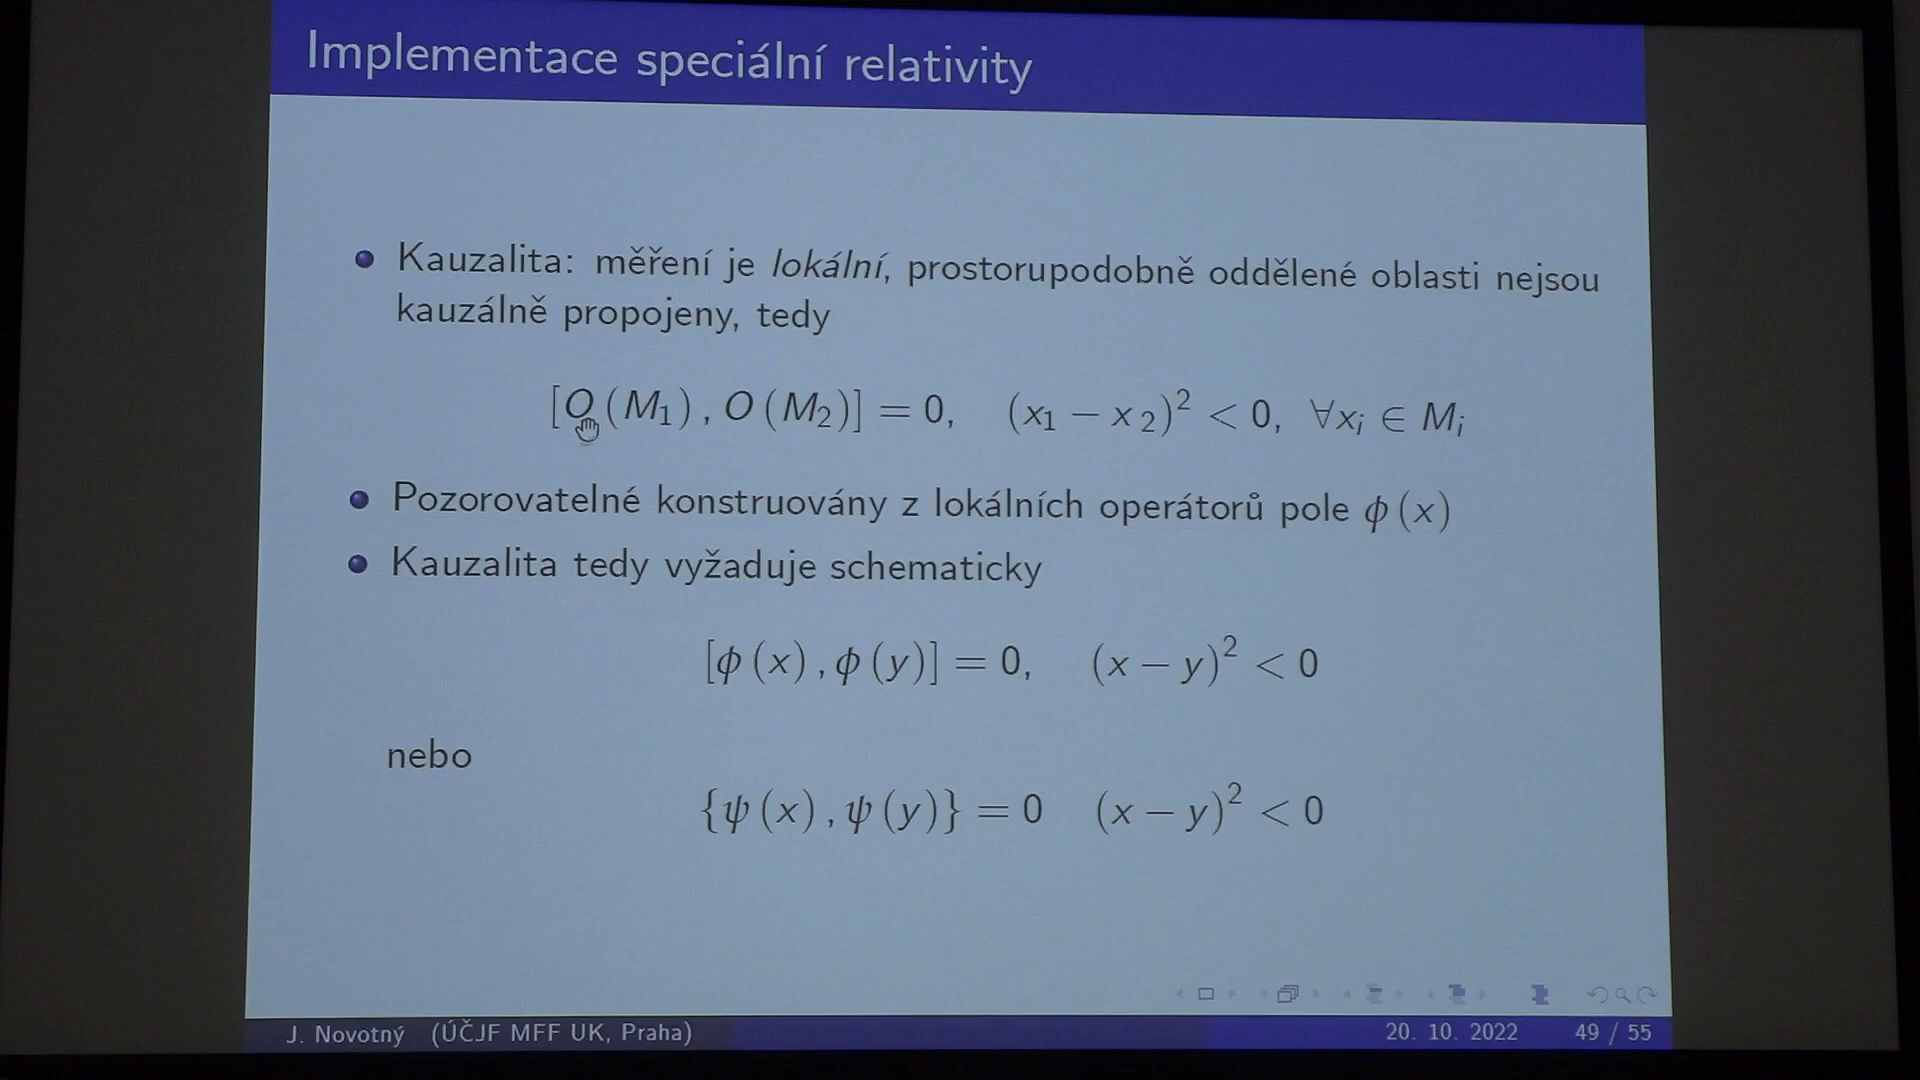 Implementace speciální relativity
Kauzalita: měření je lokální, prostorupodobně oddělené oblasti nejsou
kauzálně propojeny, tedy
[O(M₁), O(M₂)] = 0, (x₁ − x₂)² < 0, ∀xᵢ ∈ Mᵢ
Pozorovatelné konstruovány z lokálních operátorů pole ϕ(x)
Kauzalita tedy vyžaduje schematicky
[ϕ(x), ϕ(y)] = 0, (x − y)² < 0
nebo
{ψ(x), ψ(y)} = 0 (x − y)² < 0
J. Novotný (ÚČJF MFF UK, Praha) 20. 10. 2022 49 / 55